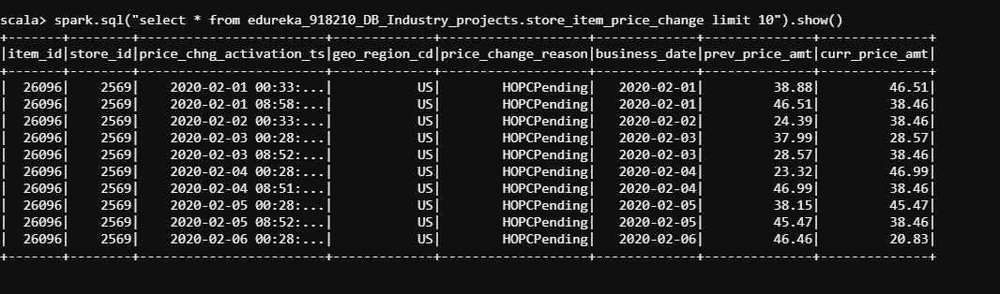 scala> spark.sql("select * from edureka_918210_DB_Industry_projects.store_item_price_change limit 10").show()
+-------+--------+------------------------+-------------+-------------------+-------------+--------------+--------------+
|item_id|store_id|price_chng_activation_ts|geo_region_cd|price_change_reason|business_date|prev_price_amt|curr_price_amt|
+-------+--------+------------------------+-------------+-------------------+-------------+--------------+--------------+
|  26096|    2569|    2020-02-01 00:33:...|           US|        HOPCPending|   2020-02-01|         38.88|         46.51|
|  26096|    2569|    2020-02-01 08:58:...|           US|        HOPCPending|   2020-02-01|         46.51|         38.46|
|  26096|    2569|    2020-02-02 00:33:...|           US|        HOPCPending|   2020-02-02|         24.39|         38.46|
|  26096|    2569|    2020-02-03 00:28:...|           US|        HOPCPending|   2020-02-03|         37.99|         28.57|
|  26096|    2569|    2020-02-03 08:52:...|           US|        HOPCPending|   2020-02-03|         28.57|         38.46|
|  26096|    2569|    2020-02-04 00:28:...|           US|        HOPCPending|   2020-02-04|         23.32|         46.99|
|  26096|    2569|    2020-02-04 08:51:...|           US|        HOPCPending|   2020-02-04|         46.99|         38.46|
|  26096|    2569|    2020-02-05 00:28:...|           US|        HOPCPending|   2020-02-05|         38.15|         45.47|
|  26096|    2569|    2020-02-05 08:52:...|           US|        HOPCPending|   2020-02-05|         45.47|         38.46|
|  26096|    2569|    2020-02-06 00:28:...|           US|        HOPCPending|   2020-02-06|         46.46|         20.83|
+-------+--------+------------------------+-------------+-------------------+-------------+--------------+--------------+